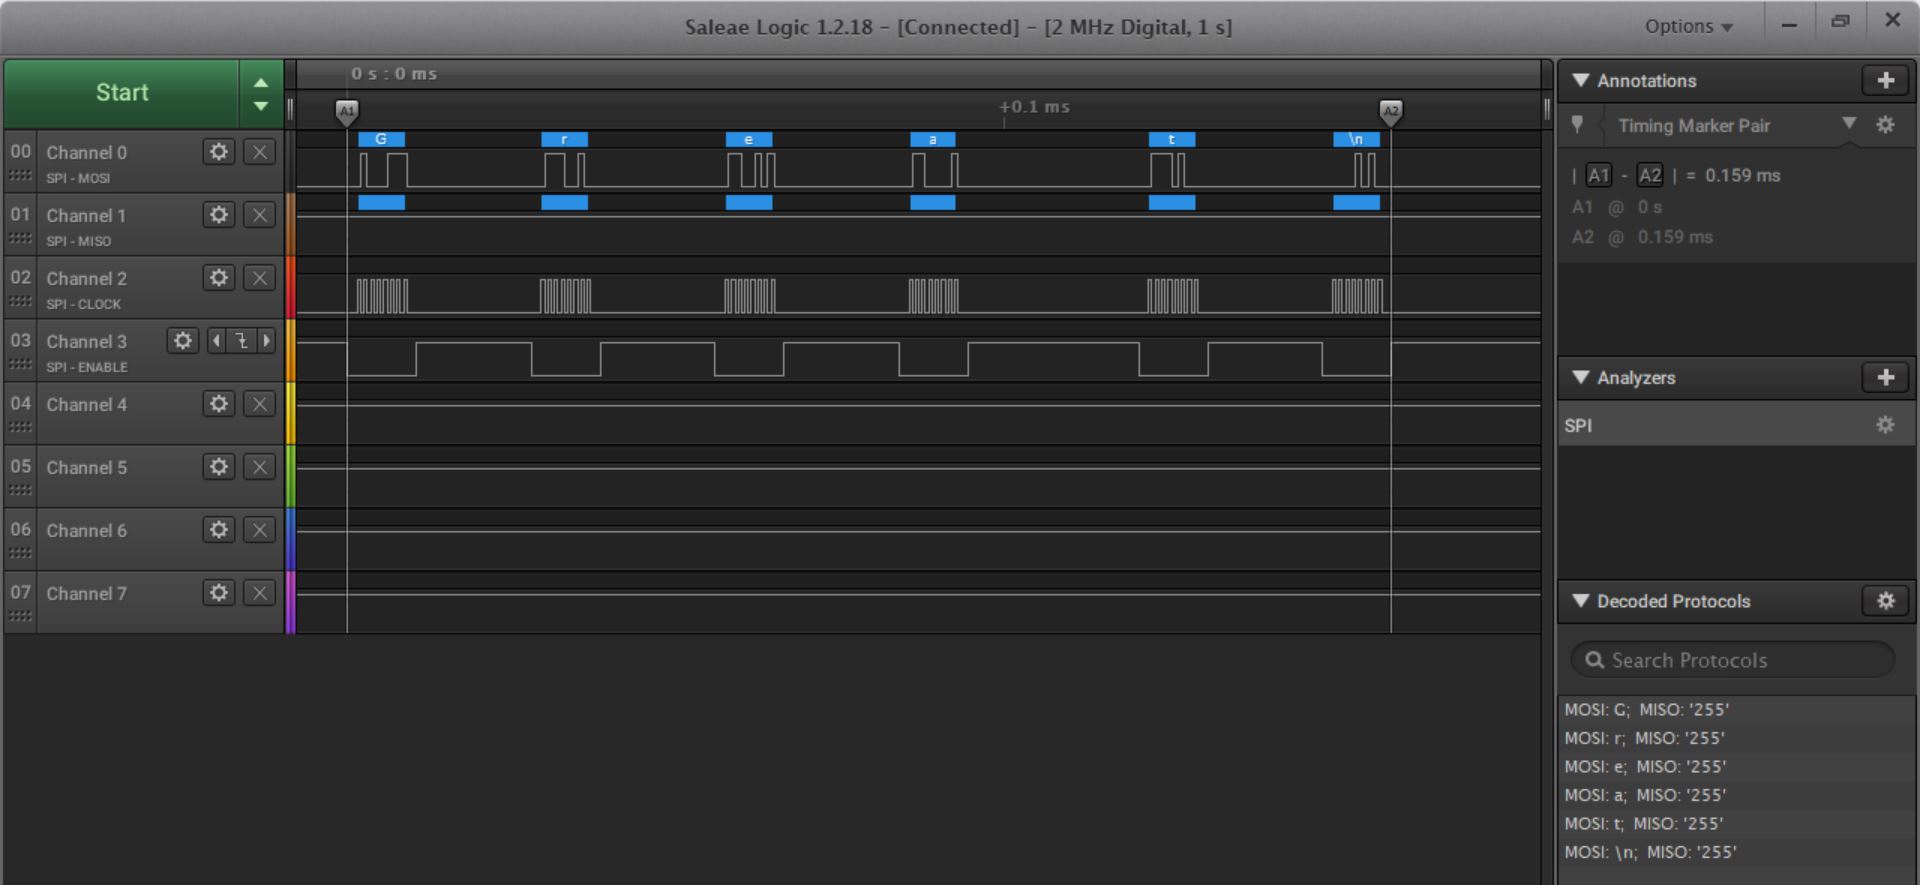 Saleae Logic 1.2.18 – [Connected] – [2 MHz Digital, 1 s]
Options
Start
0 s : 0 ms
+0.1 ms
A1
A2
G r e a t \n
00 Channel 0
SPI - MOSI
01 Channel 1
SPI - MISO
02 Channel 2
SPI - CLOCK
03 Channel 3
SPI - ENABLE
04 Channel 4
05 Channel 5
06 Channel 6
07 Channel 7
Annotations
Timing Marker Pair
| A1 - A2 | = 0.159 ms
A1 @ 0 s
A2 @ 0.159 ms
Analyzers
SPI
Decoded Protocols
Search Protocols
MOSI: G; MISO: '255'
MOSI: r; MISO: '255'
MOSI: e; MISO: '255'
MOSI: a; MISO: '255'
MOSI: t; MISO: '255'
MOSI: \n; MISO: '255'